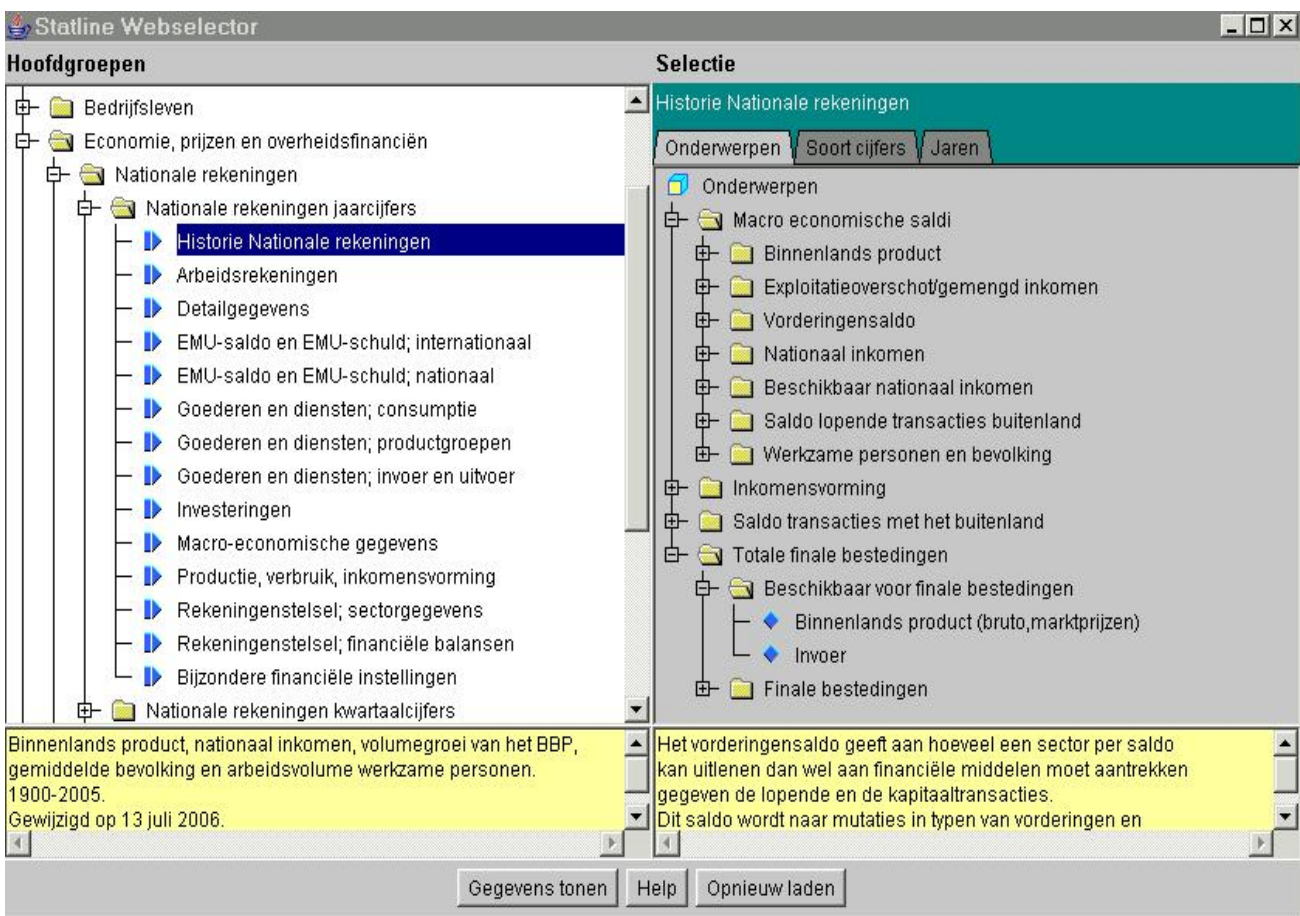 Statline Webselector
Hoofdgroepen
Bedrijfsleven
Economie, prijzen en overheidsfinanciën
Nationale rekeningen
Nationale rekeningen jaarcijfers
Historie Nationale rekeningen
Arbeidsrekeningen
Detailgegevens
EMU-saldo en EMU-schuld; internationaal
EMU-saldo en EMU-schuld; nationaal
Goederen en diensten; consumptie
Goederen en diensten; productgroepen
Goederen en diensten; invoer en uitvoer
Investeringen
Macro-economische gegevens
Productie, verbruik, inkomensvorming
Rekeningenstelsel; sectorgegevens
Rekeningenstelsel; financiële balansen
Bijzondere financiële instellingen
Nationale rekeningen kwartaalcijfers
Binnenlands product, nationaal inkomen, volumegroei van het BBP,
gemiddelde bevolking en arbeidsvolume werkzame personen.
1900-2005.
Gewijzigd op 13 juli 2006.
Selectie
Historie Nationale rekeningen
Onderwerpen Soort cijfers Jaren
Onderwerpen
Macro economische saldi
Binnenlands product
Exploitatieoverschot/gemengd inkomen
Vorderingensaldo
Nationaal inkomen
Beschikbaar nationaal inkomen
Saldo lopende transacties buitenland
Werkzame personen en bevolking
Inkomensvorming
Saldo transacties met het buitenland
Totale finale bestedingen
Beschikbaar voor finale bestedingen
Binnenlands product (bruto,marktprijzen)
Invoer
Finale bestedingen
Het vorderingensaldo geeft aan hoeveel een sector per saldo
kan uitlenen dan wel aan financiële middelen moet aantrekken
gegeven de lopende en de kapitaaltransacties.
Dit saldo wordt naar mutaties in typen van vorderingen en
Gegevens tonen Help Opnieuw laden